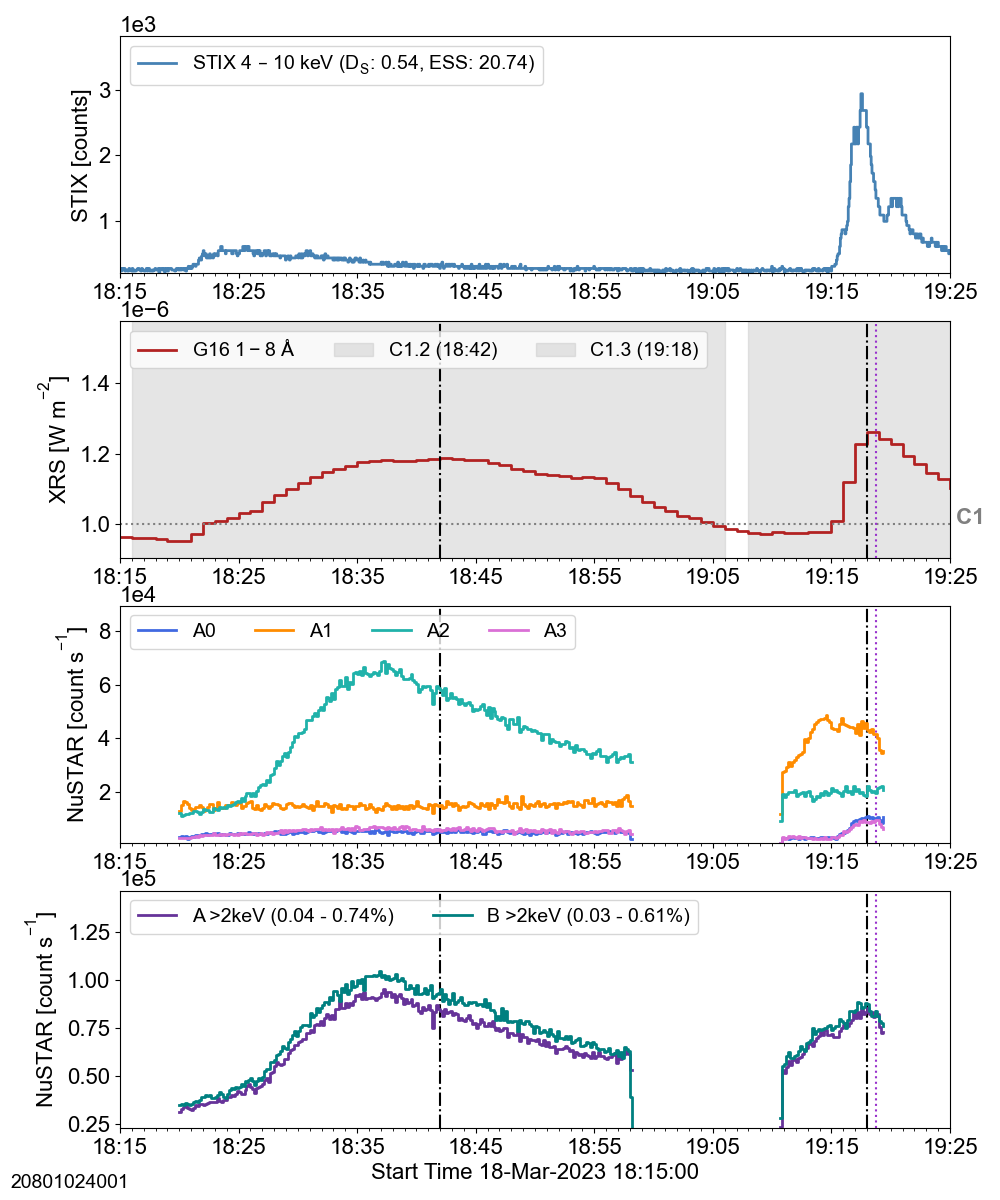 1e3
STIX 4 − 10 keV (DS: 0.54, ESS: 20.74)
STIX [counts]
3
2
1
18:15 18:25 18:35 18:45 18:55 19:05 19:15 19:25
1e−6
G16 1 − 8 Å C1.2 (18:42) C1.3 (19:18)
XRS [W m−2]
1.4
1.2
1.0
C1
18:15 18:25 18:35 18:45 18:55 19:05 19:15 19:25
1e4
A0 A1 A2 A3
NuSTAR [count s−1]
8
6
4
2
18:15 18:25 18:35 18:45 18:55 19:05 19:15 19:25
1e5
A >2keV (0.04 - 0.74%) B >2keV (0.03 - 0.61%)
NuSTAR [count s−1]
1.25
1.00
0.75
0.50
0.25
18:15 18:25 18:35 18:45 18:55 19:05 19:15 19:25
Start Time 18-Mar-2023 18:15:00
20801024001